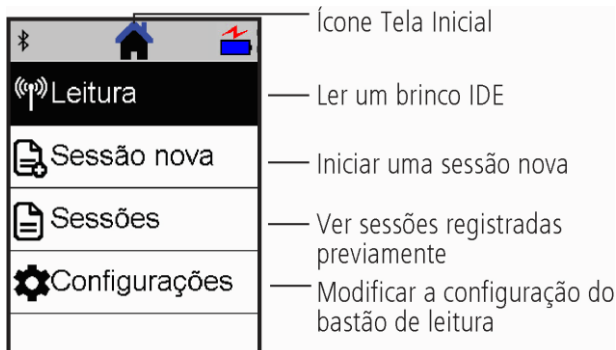 Ícone Tela Inicial
Leitura
Ler um brinco IDE
Sessão nova
Iniciar uma sessão nova
Sessões
Ver sessões registradas
previamente
Configurações
Modificar a configuração do
bastão de leitura